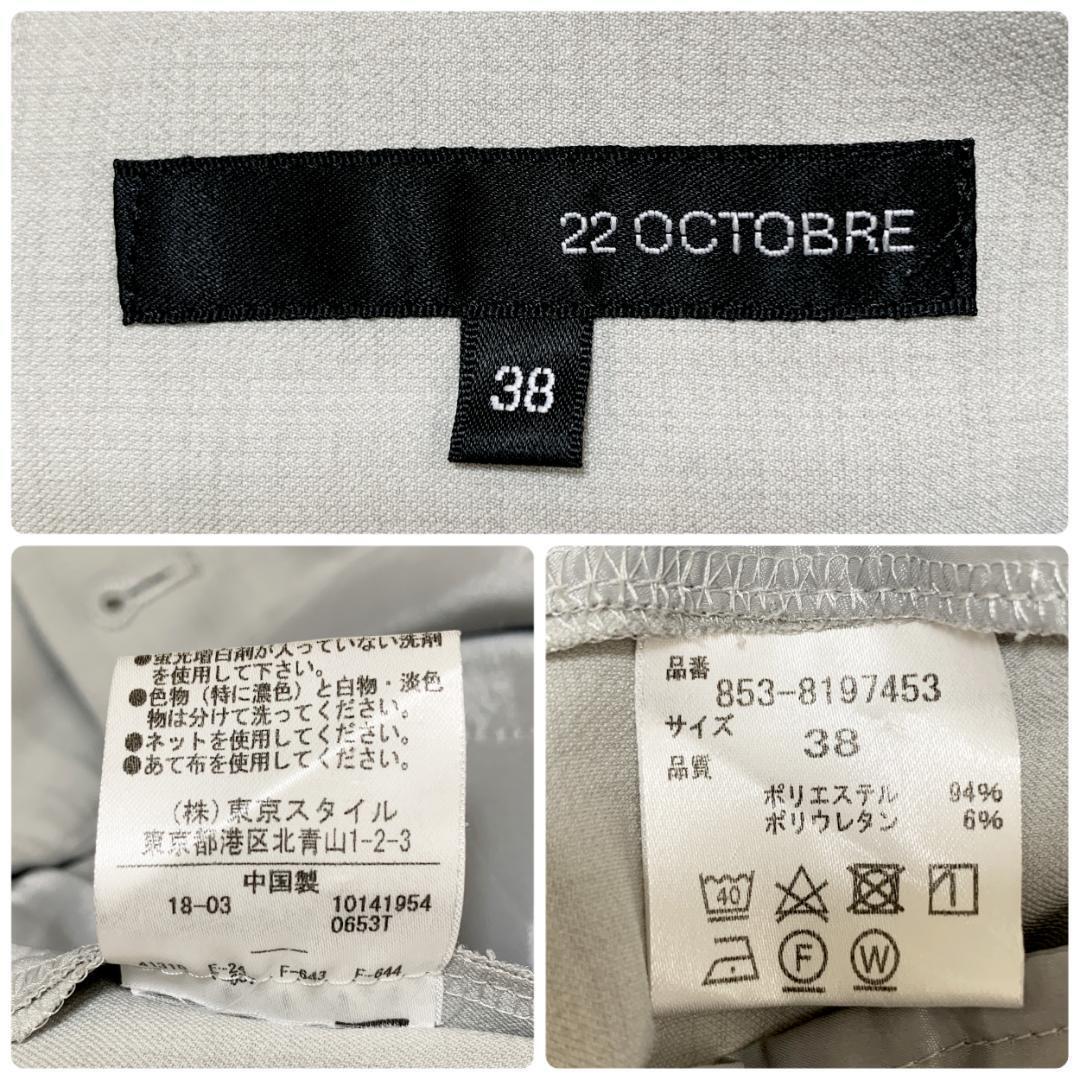 22 OCTOBRE
38
●蛍光増白剤が入っていない洗剤
を使用して下さい。
●色物（特に濃色）と白物・淡色
物は分けて洗ってください。
●ネットを使用してください。
●あて布を使用してください。
（株）東京スタイル
東京都港区北青山1-2-3
中国製
18-03 10141954
0653T
F-643 F-644
品番
853-8197453
サイズ
38
品質
ポリエステル 94%
ポリウレタン 6%
40
F W